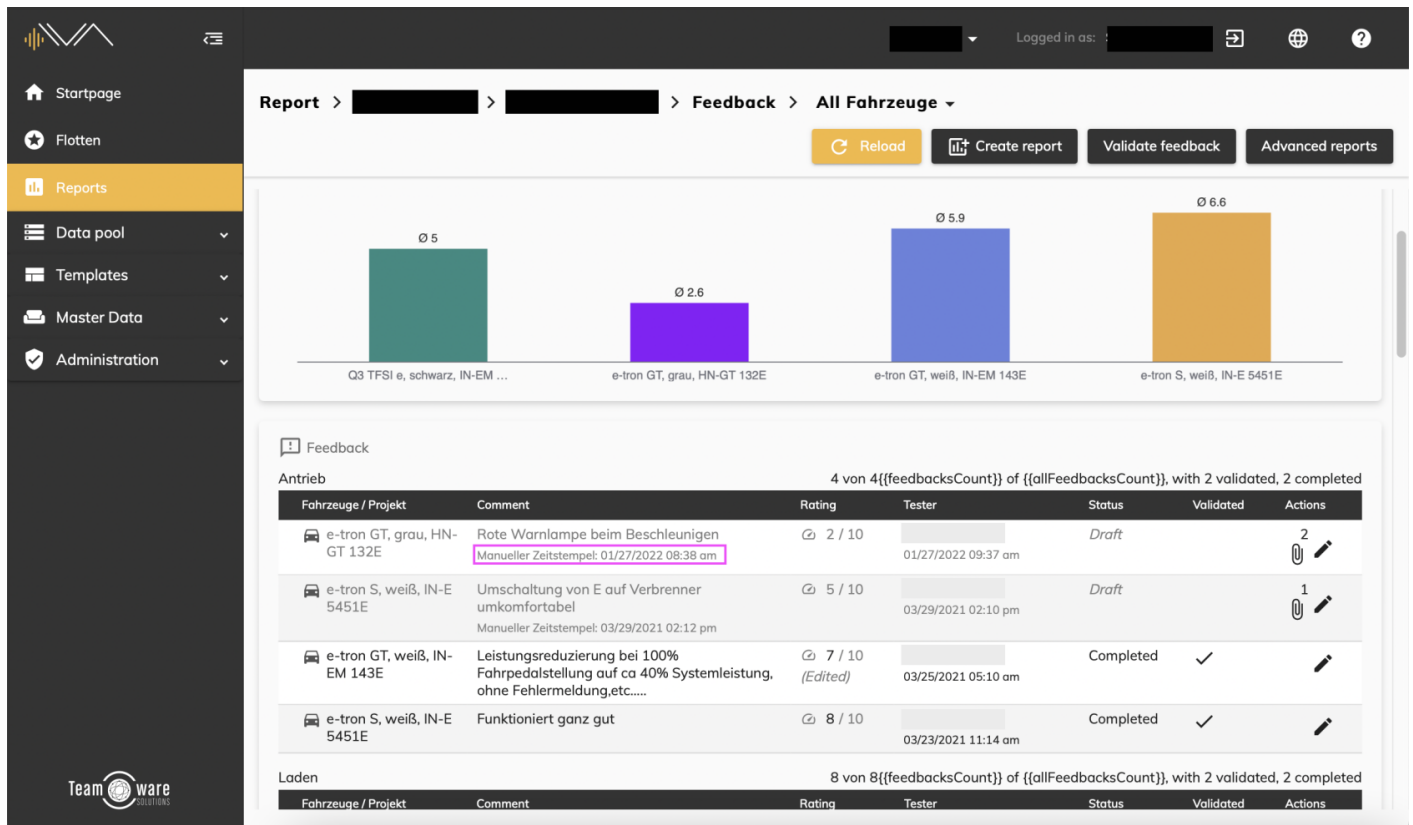 Logged in as:
Startpage
Flotten
Reports
Data pool
Templates
Master Data
Administration
Team ware
SOLUTIONS
Report > > > Feedback > All Fahrzeuge
Reload
Create report
Validate feedback
Advanced reports
Ø 5
Ø 2.6
Ø 5.9
Ø 6.6
Q3 TFSI e, schwarz, IN-EM ...
e-tron GT, grau, HN-GT 132E
e-tron GT, weiß, IN-EM 143E
e-tron S, weiß, IN-E 5451E
Feedback
Antrieb
4 von 4{{feedbacksCount}} of {{allFeedbacksCount}}, with 2 validated, 2 completed
Fahrzeuge / Projekt Comment Rating Tester Status Validated Actions
e-tron GT, grau, HN-
GT 132E
Rote Warnlampe beim Beschleunigen
Manueller Zeitstempel: 01/27/2022 08:38 am
2 / 10
01/27/2022 09:37 am
Draft
2
e-tron S, weiß, IN-E
5451E
Umschaltung von E auf Verbrenner
umkomfortabel
Manueller Zeitstempel: 03/29/2021 02:12 pm
5 / 10
03/29/2021 02:10 pm
Draft
1
e-tron GT, weiß, IN-
EM 143E
Leistungsreduzierung bei 100%
Fahrpedalstellung auf ca 40% Systemleistung,
ohne Fehlermeldung,etc.....
7 / 10
(Edited)
03/25/2021 05:10 am
Completed
e-tron S, weiß, IN-E
5451E
Funktioniert ganz gut
8 / 10
03/23/2021 11:14 am
Completed
Laden
8 von 8{{feedbacksCount}} of {{allFeedbacksCount}}, with 2 validated, 2 completed
Fahrzeuge / Projekt Comment Rating Tester Status Validated Actions